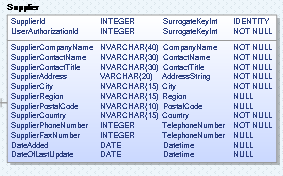 Supplier
SupplierId INTEGER SurrogateKeyInt IDENTITY
UserAuthorizationId INTEGER SurrogateKeyInt NOT NULL
SupplierCompanyName NVARCHAR(40) CompanyName NOT NULL
SupplierContactName NVARCHAR(30) ContactName NOT NULL
SupplierContactTitle NVARCHAR(30) ContactTitle NOT NULL
SupplierAddress VARCHAR(20) AddressString NOT NULL
SupplierCity NVARCHAR(15) City NOT NULL
SupplierRegion NVARCHAR(15) Region NULL
SupplierPostalCode NVARCHAR(10) PostalCode NULL
SupplierCountry NVARCHAR(15) Country NOT NULL
SupplierPhoneNumber INTEGER TelephoneNumber NOT NULL
SupplierFaxNumber INTEGER TelephoneNumber NULL
DateAdded DATE Datetime NULL
DateOfLastUpdate DATE Datetime NULL